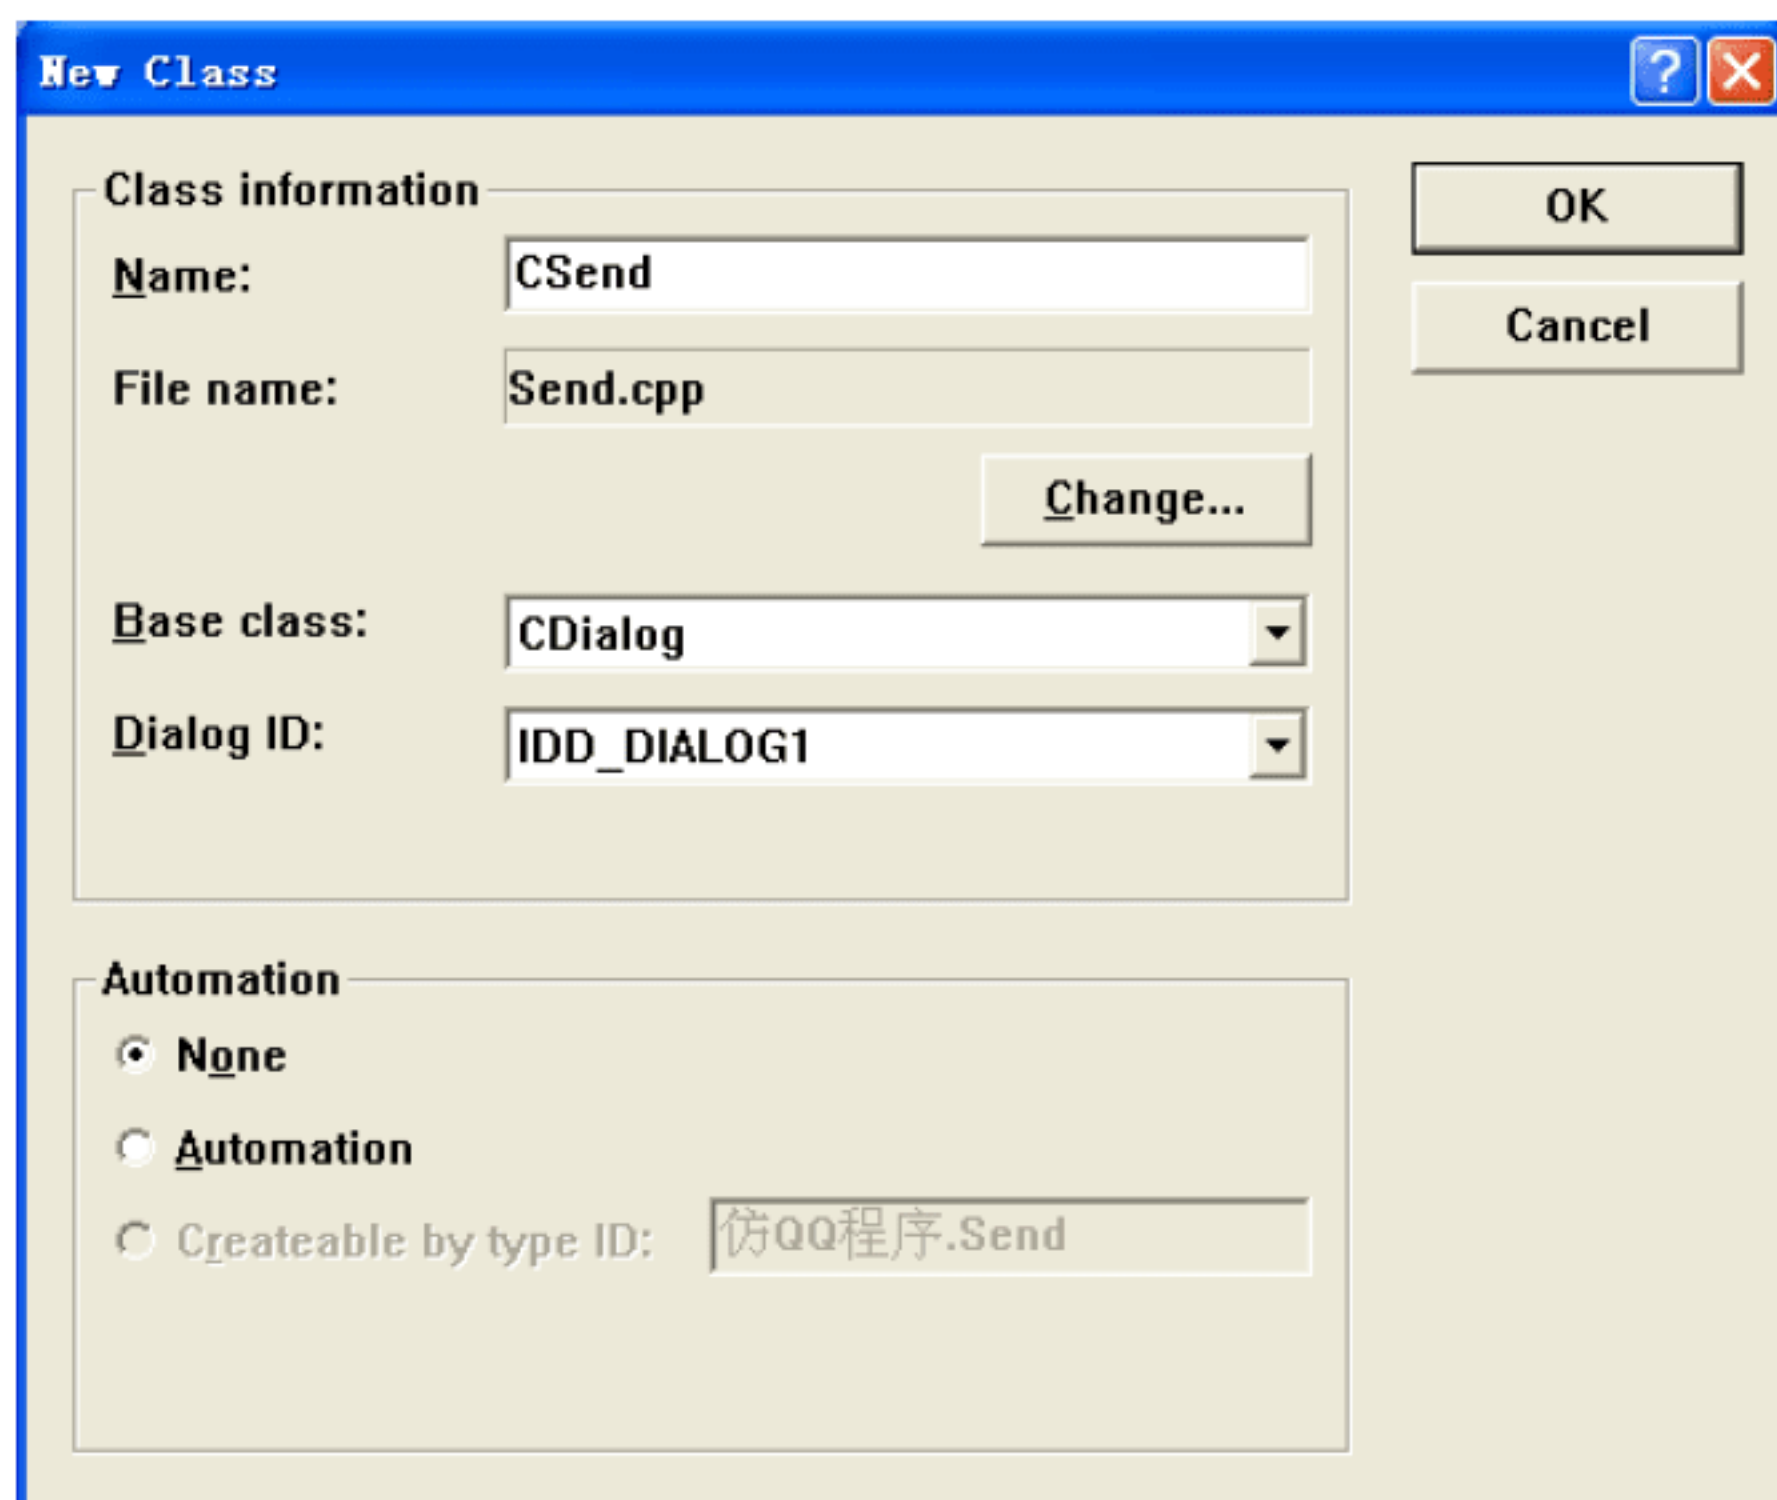 New Class
Class information
OK
Name: CSend
Cancel
File name: Send.cpp
Change...
Base class: CDialog
Dialog ID: IDD_DIALOG1
Automation
None
Automation
Createable by type ID: 仿QQ程序.Send